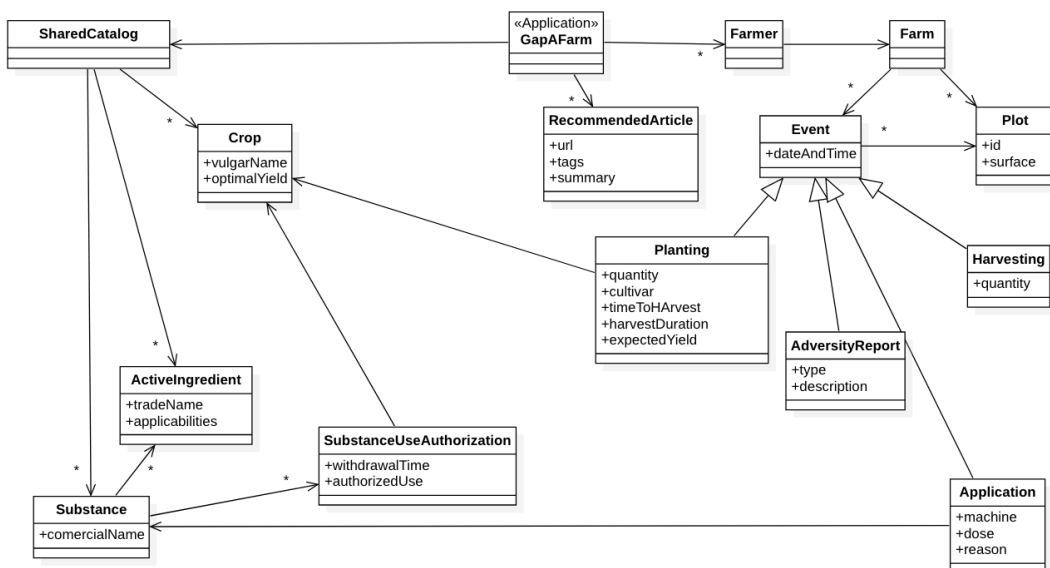 «Application»
GapAFarm
SharedCatalog
Farmer
Farm
*
*
*
*
*
RecommendedArticle
+url
+tags
+summary
Event
+dateAndTime
*
Plot
+id
+surface
Crop
+vulgarName
+optimalYield
Planting
+quantity
+cultivar
+timeToHArvest
+harvestDuration
+expectedYield
Harvesting
+quantity
AdversityReport
+type
+description
*
ActiveIngredient
+tradeName
+applicabilities
SubstanceUseAuthorization
+withdrawalTime
+authorizedUse
*
*
*
Substance
+comercialName
Application
+machine
+dose
+reason